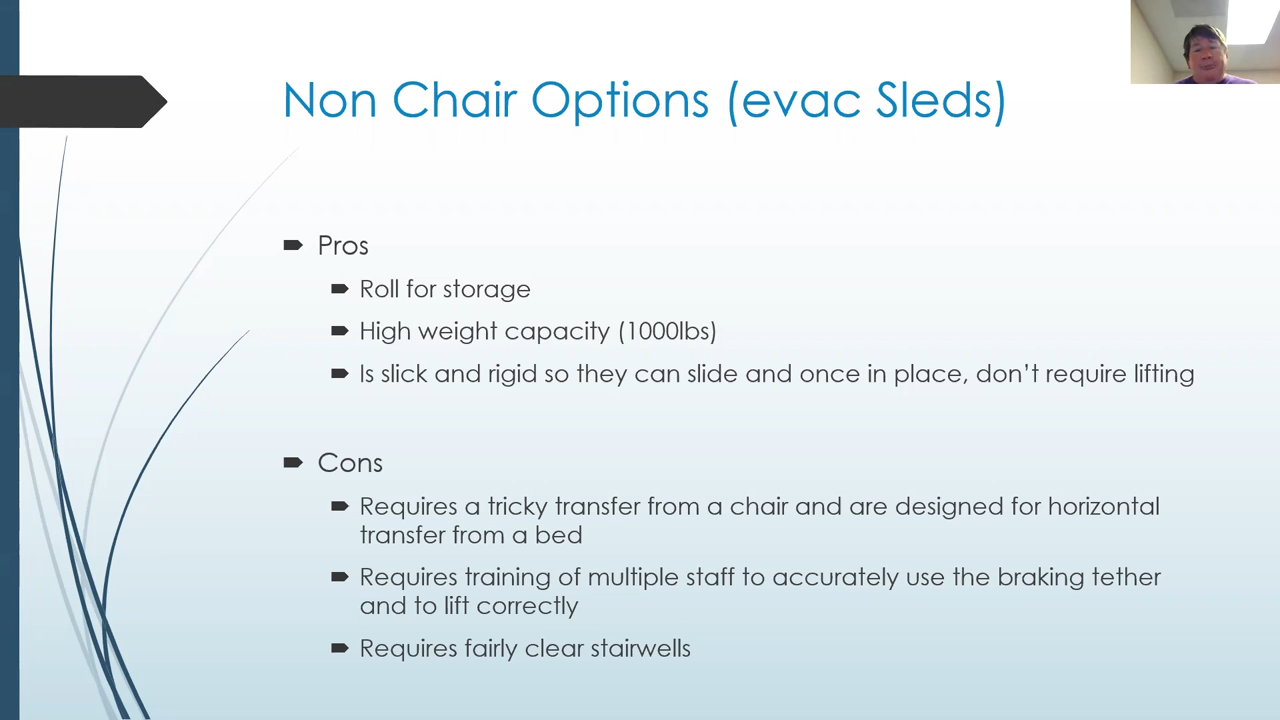 Non Chair Options (evac Sleds)
Pros
Roll for storage
High weight capacity (1000lbs)
Is slick and rigid so they can slide and once in place, don’t require lifting
Cons
Requires a tricky transfer from a chair and are designed for horizontal
transfer from a bed
Requires training of multiple staff to accurately use the braking tether
and to lift correctly
Requires fairly clear stairwells